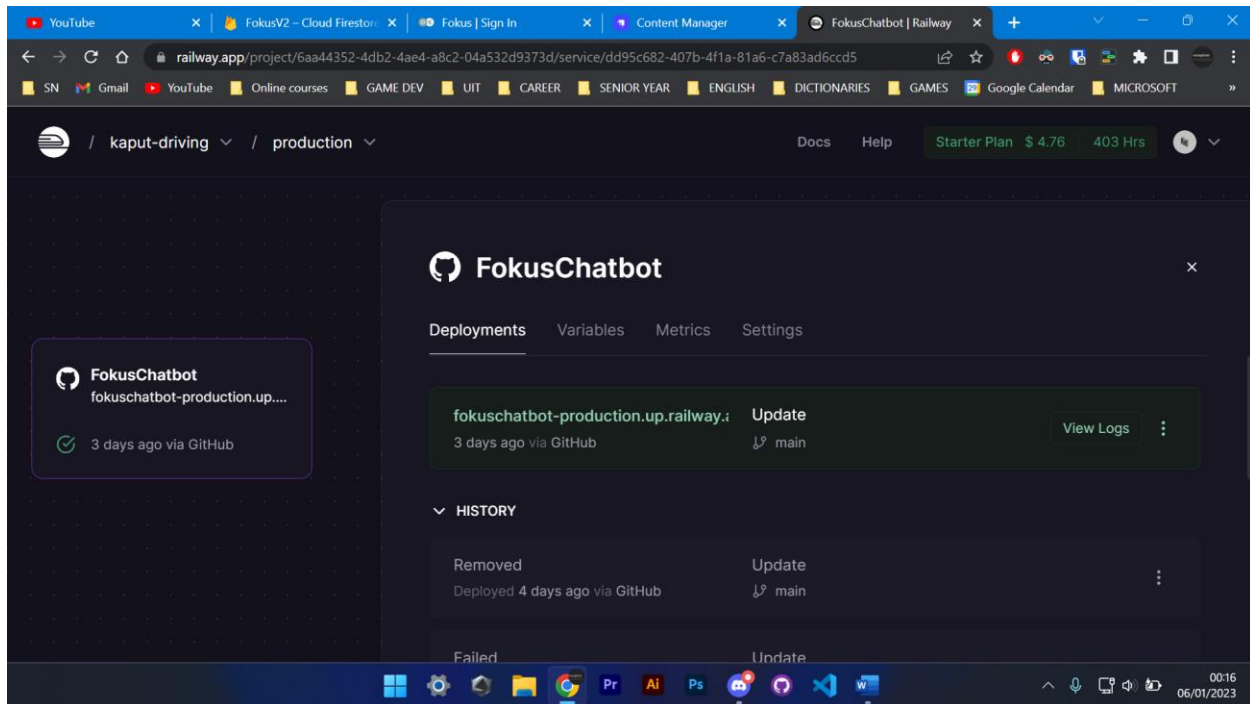 YouTube
FokusV2 – Cloud Firestore
Fokus | Sign In
Content Manager
FokusChatbot | Railway
railway.app/project/6aa44352-4db2-4ae4-a8c2-04a532d9373d/service/dd95c682-407b-4f1a-81a6-c7a83ad6ccd5
SN Gmail YouTube Online courses GAME DEV UIT CAREER SENIOR YEAR ENGLISH DICTIONARIES GAMES Google Calendar MICROSOFT »
/ kaput-driving / production
Docs Help Starter Plan $ 4.76 403 Hrs
FokusChatbot
Deployments Variables Metrics Settings
FokusChatbot
fokuschatbot-production.up....
3 days ago via GitHub
fokuschatbot-production.up.railway. Update
3 days ago via GitHub main
View Logs
HISTORY
Removed Update
Deployed 4 days ago via GitHub main
Failed Update
Pr Ai Ps
00:16
06/01/2023